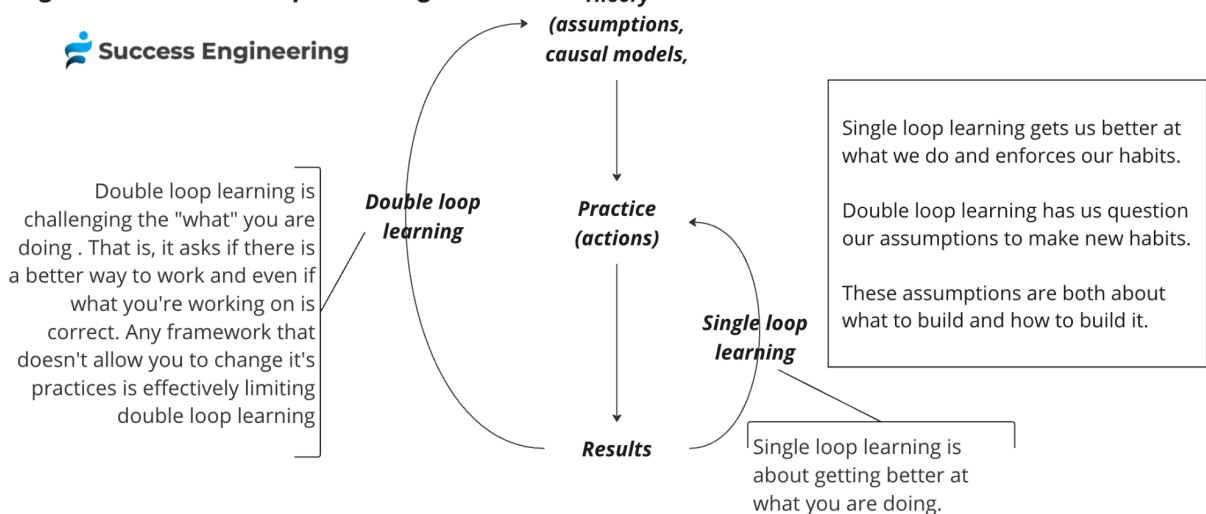 Theory
(assumptions,
causal models,
Success Engineering
Single loop learning gets us better at
what we do and enforces our habits.
Double loop learning has us question
our assumptions to make new habits.
These assumptions are both about
what to build and how to build it.
Double loop learning is
challenging the "what" you are
doing . That is, it asks if there is
a better way to work and even if
what you're working on is
correct. Any framework that
doesn't allow you to change it's
practices is effectively limiting
double loop learning
Double loop
learning
Practice
(actions)
Single loop
learning
Results
Single loop learning is
about getting better at
what you are doing.